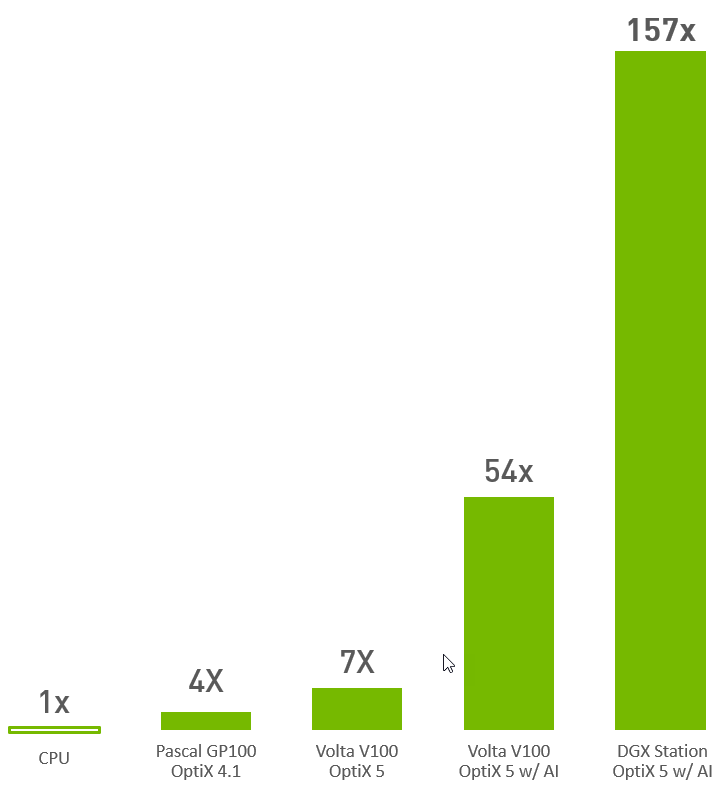 157x
54x
7X
4X
1x
CPU
Pascal GP100
OptiX 4.1
Volta V100
OptiX 5
Volta V100
OptiX 5 w/ AI
DGX Station
OptiX 5 w/ AI